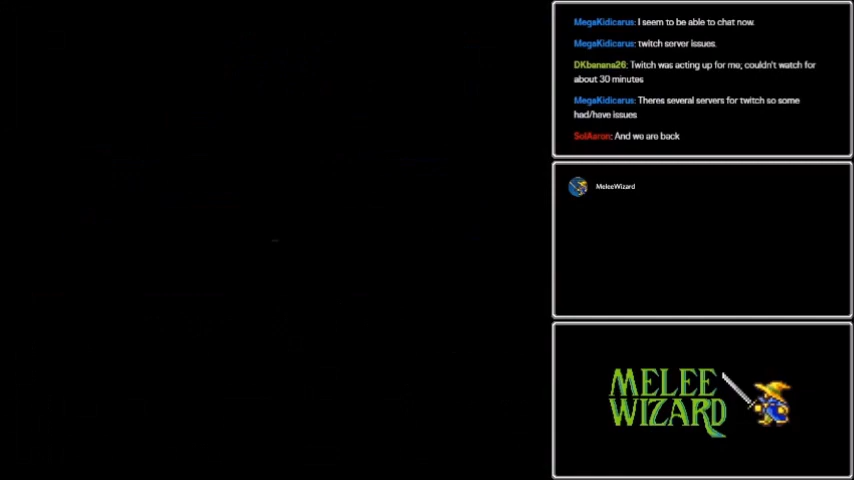 MegaKidicarus: I seem to be able to chat now.
MegaKidicarus: twitch server issues.
DKbanana26: Twitch was acting up for me; couldn't watch for
about 30 minutes
MegaKidicarus: Theres several servers for twitch so some
had/have issues
SolAaron: And we are back
MeleeWizard
MELEE
WIZARD